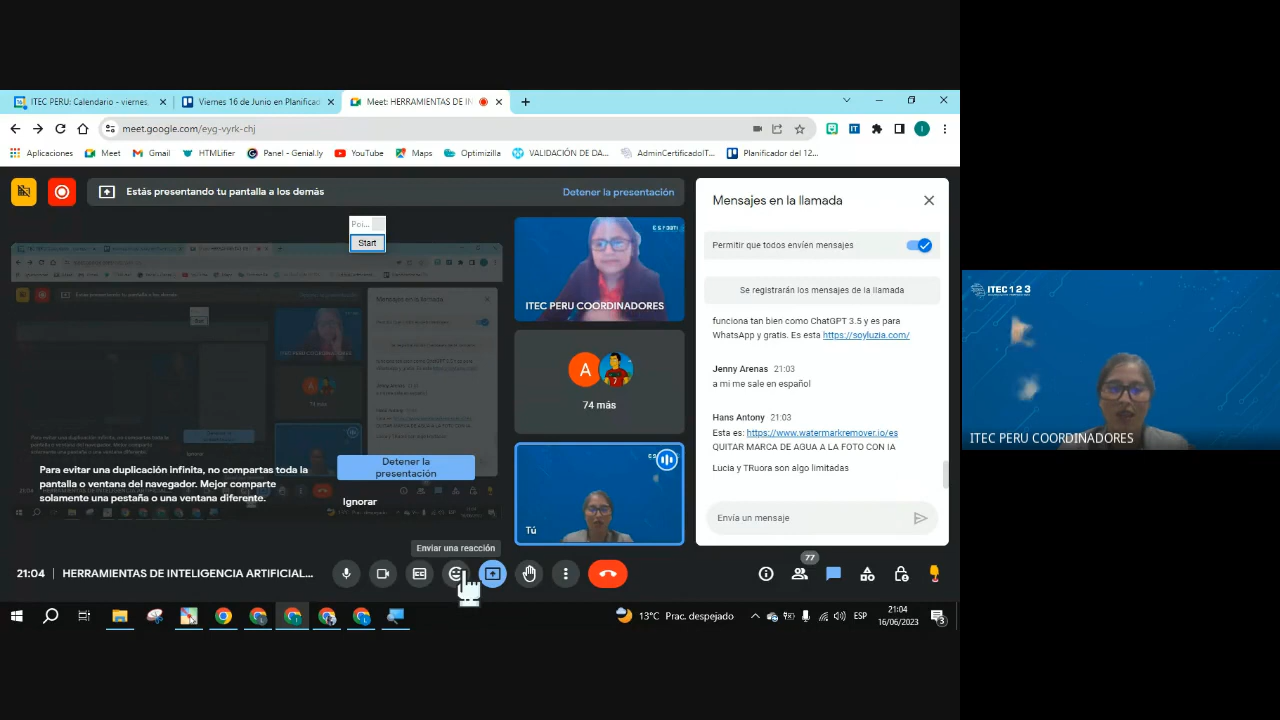 ITEC PERU: Calendario - viernes,
Viernes 16 de Junio en Planificad
Meet: HERRAMIENTAS DE IN
meet.google.com/eyg-vyrk-chj
Aplicaciones
Meet
Gmail
HTMLifier
Panel - Genial.ly
YouTube
Maps
Optimizilla
VALIDACIÓN DE DA...
AdminCertificadoIT...
Planificador del 12...
Estás presentando tu pantalla a los demás
Detener la presentación
Poi...
Start
Para evitar una duplicación infinita, no compartas toda la
pantalla o ventana del navegador. Mejor comparte
solamente una pestaña o una ventana diferente.
Detener la
presentación
Ignorar
ITEC PERU COORDINADORES
A
74 más
Tú
Mensajes en la llamada
Permitir que todos envíen mensajes
Se registrarán los mensajes de la llamada
funciona tan bien como ChatGPT 3.5 y es para
WhatsApp y gratis. Es esta https://soyluzia.com/
Jenny Arenas 21:03
a mi me sale en español
Hans Antony 21:03
Esta es: https://www.watermarkremover.io/es
QUITAR MARCA DE AGUA A LA FOTO CON IA
Lucia y TRuora son algo limitadas
Envía un mensaje
Enviar una reacción
21:04 | HERRAMIENTAS DE INTELIGENCIA ARTIFICIAL...
77
13°C Prac. despejado
ESP
21:04
16/06/2023
3
ITEC 1 2 3
ITEC PERU COORDINADORES